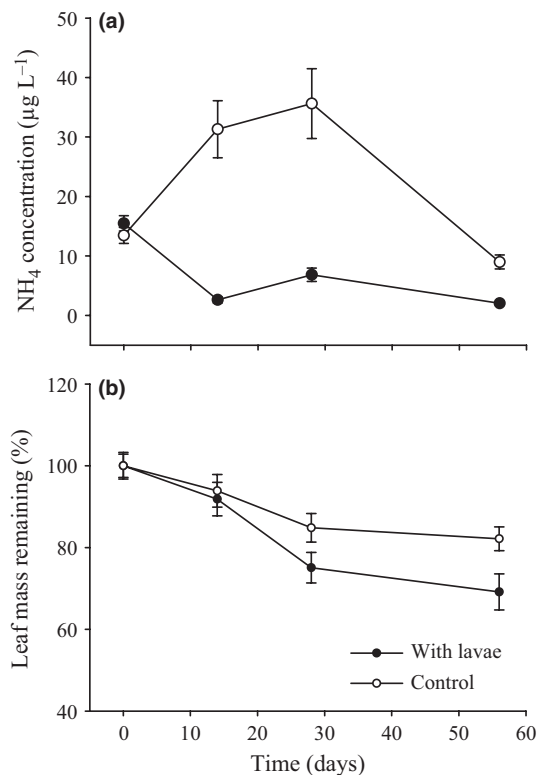 (a)
50
40
30
20
10
0
NH₄ concentration (µg L⁻¹)
(b)
120
100
80
60
40
Leaf mass remaining (%)
With lavae
Control
0 10 20 30 40 50 60
Time (days)